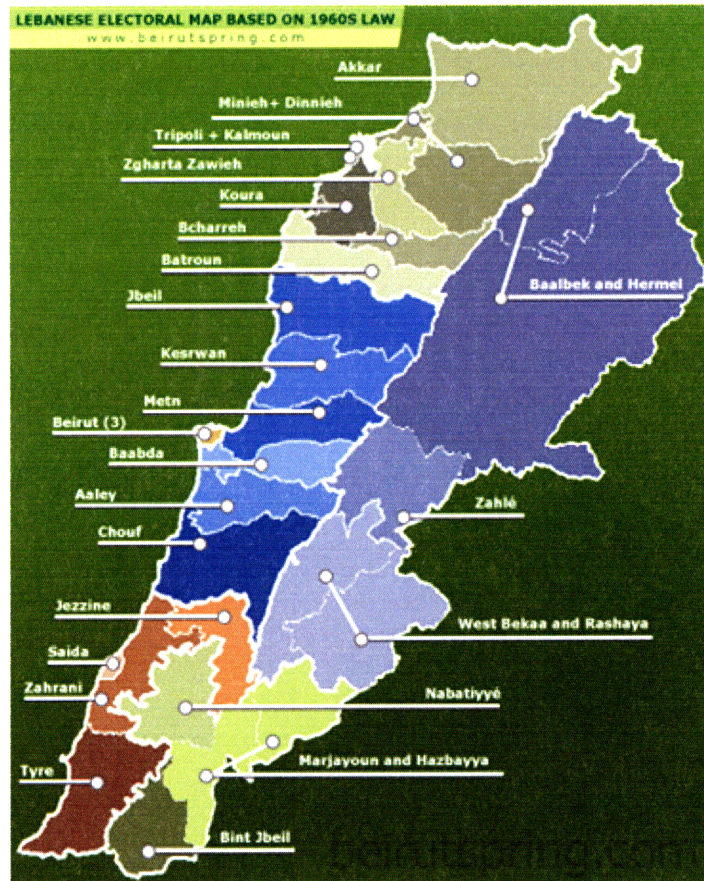 LEBANESE ELECTORAL MAP BASED ON 1960S LAW
www.beirutspring.com
Akkar
Minieh+ Dinnieh
Tripoli + Kalmoun
Zgharta Zawieh
Koura
Bcharreh
Batroun
Baalbek and Hermel
Jbeil
Kesrwan
Metn
Beirut (3)
Baabda
Aaley
Zahlé
Chouf
Jezzine
West Bekaa and Rashaya
Saida
Zahrani
Nabatiyyé
Marjayoun and Hazbayya
Tyre
Bint Jbeil
beirutspring.com